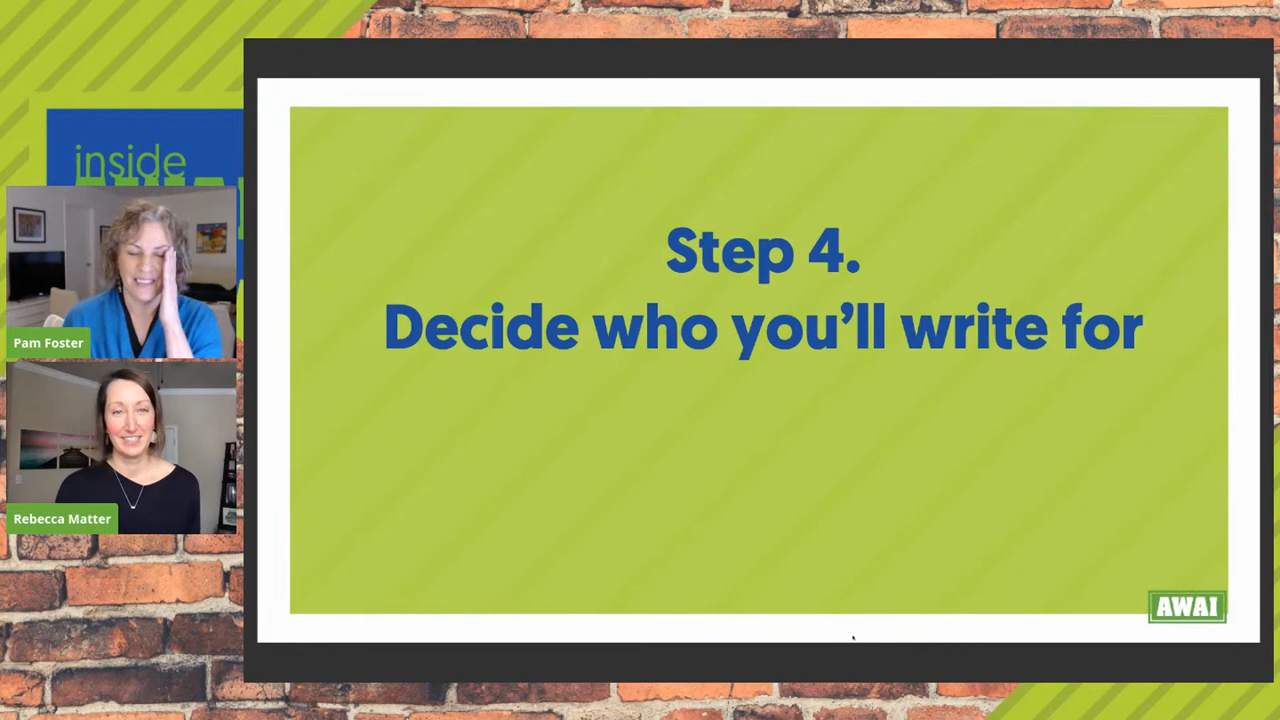 inside
Pam Foster
Rebecca Matter
Step 4.
Decide who you'll write for
AWAI